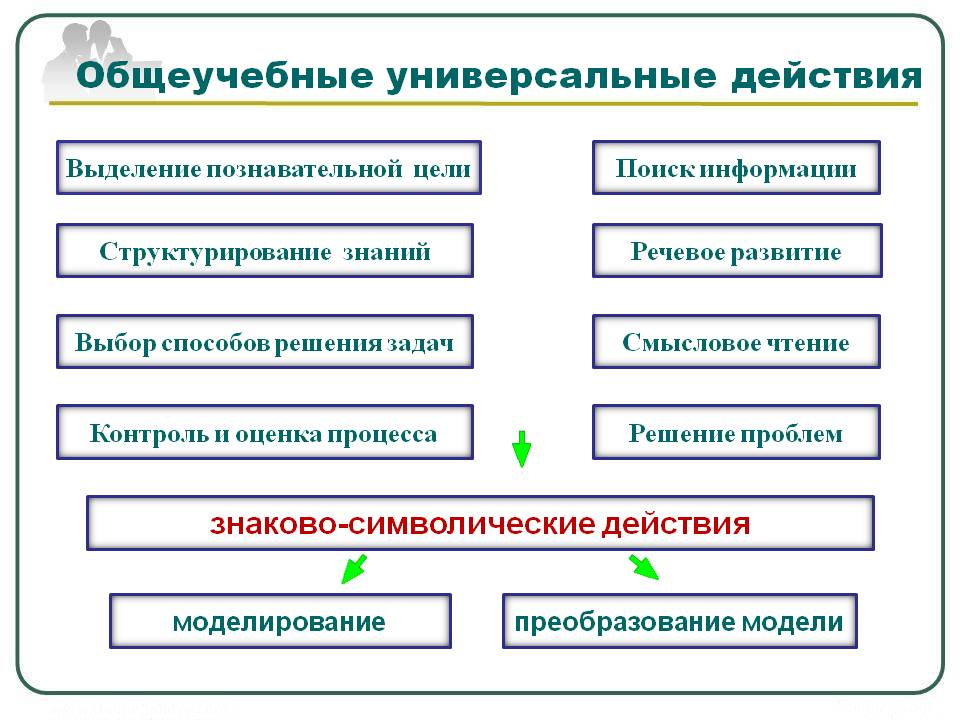 Общеучебные универсальные действия
Выделение познавательной цели
Поиск информации
Структурирование знаний
Речевое развитие
Выбор способов решения задач
Смысловое чтение
Контроль и оценка процесса
Решение проблем
знаково-символические действия
моделирование
преобразование модели